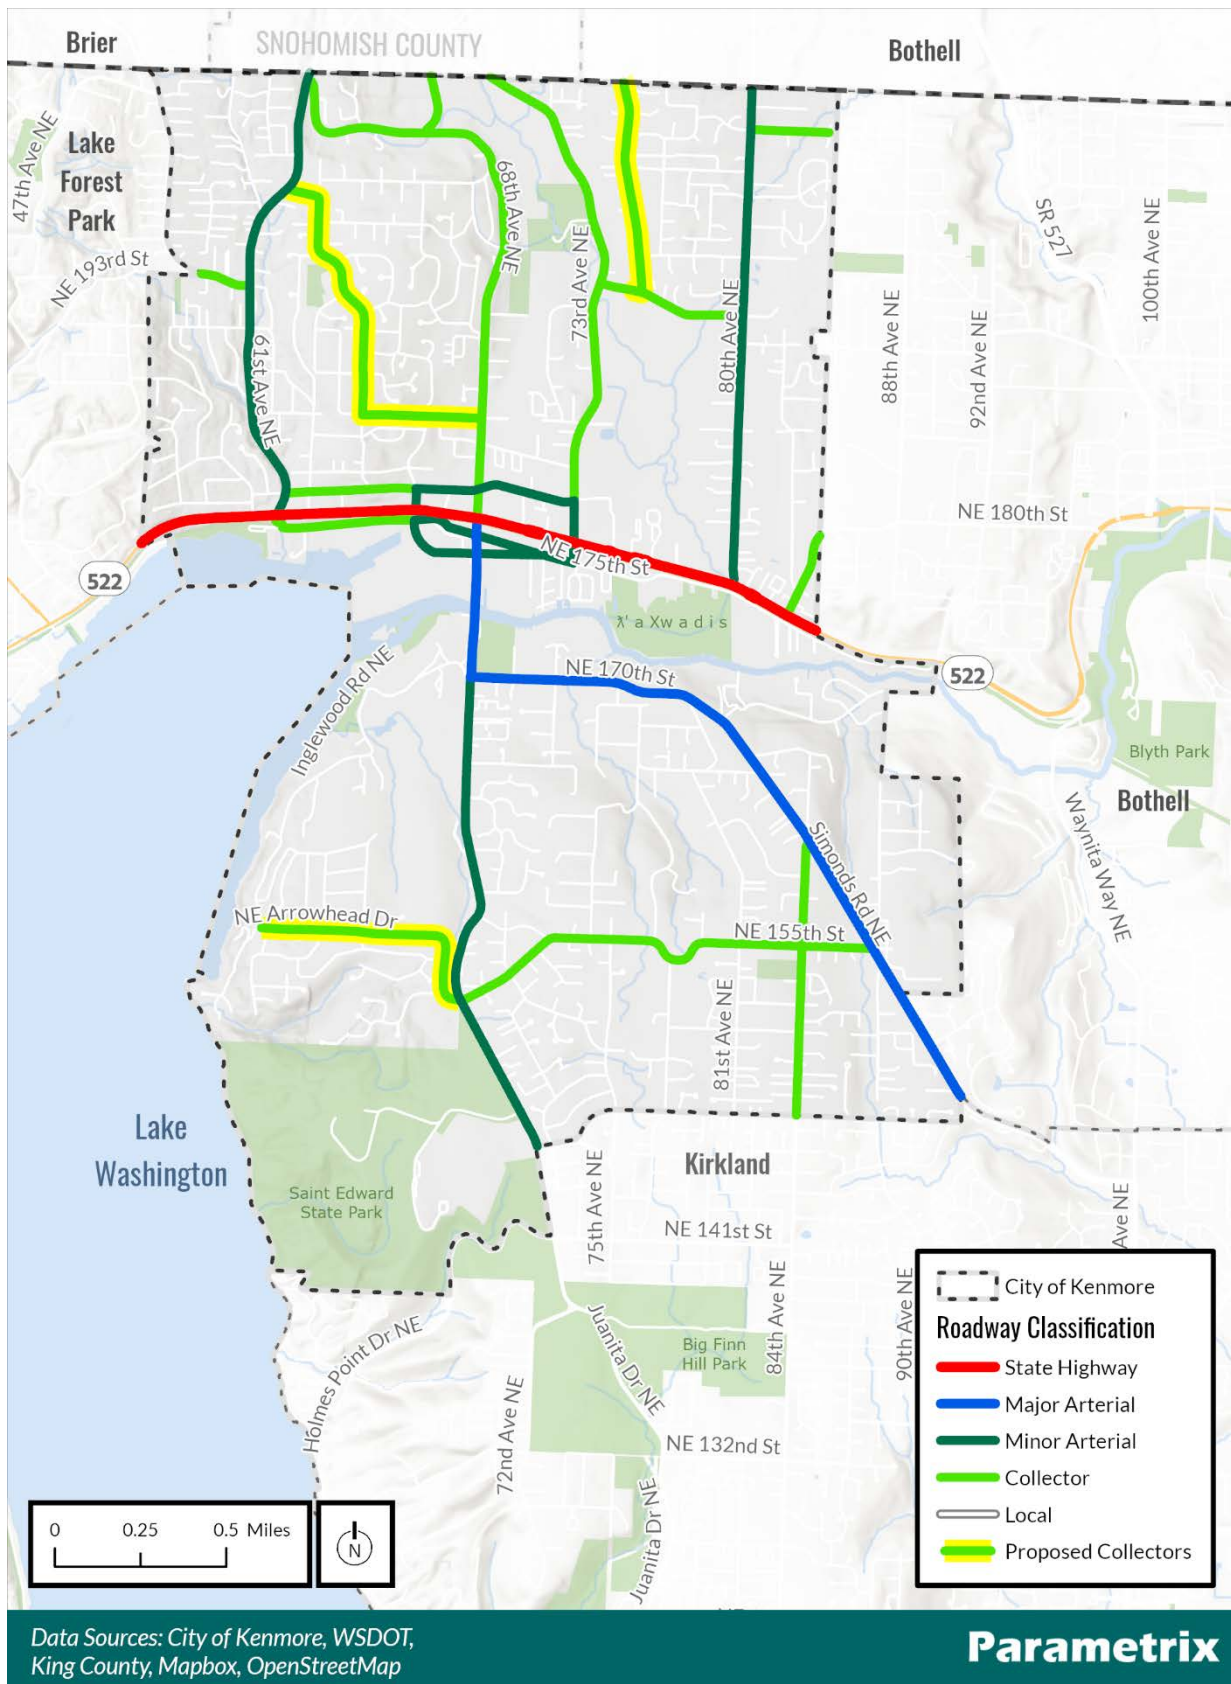 Brier
SNOHOMISH COUNTY
Bothell
47th Ave NE
Lake
Forest
Park
68th Ave NE
SR 527
100th Ave NE
NE 193rd St
73rd Ave NE
61st Ave NE
80th Ave NE
88th Ave NE
92nd Ave NE
NE 180th St
NE 175th St
522
ƛ' a X w a d i s
522
NE 170th St
Inglewood Rd NE
Blyth Park
Bothell
Waynita Way NE
Simonds Rd NE
NE Arrowhead Dr
NE 155th St
81st Ave NE
Lake
Washington
Kirkland
Saint Edward
State Park
75th Ave NE
NE 141st St
Ave NE
84th Ave NE
90th Ave NE
Juanita Dr NE
Big Finn
Hill Park
Holmes Point Dr NE
72nd Ave NE
NE 132nd St
Juanita Dr NE
City of Kenmore
Roadway Classification
State Highway
Major Arterial
Minor Arterial
Collector
Local
Proposed Collectors
0 0.25 0.5 Miles
N
Data Sources: City of Kenmore, WSDOT,
King County, Mapbox, OpenStreetMap
Parametrix